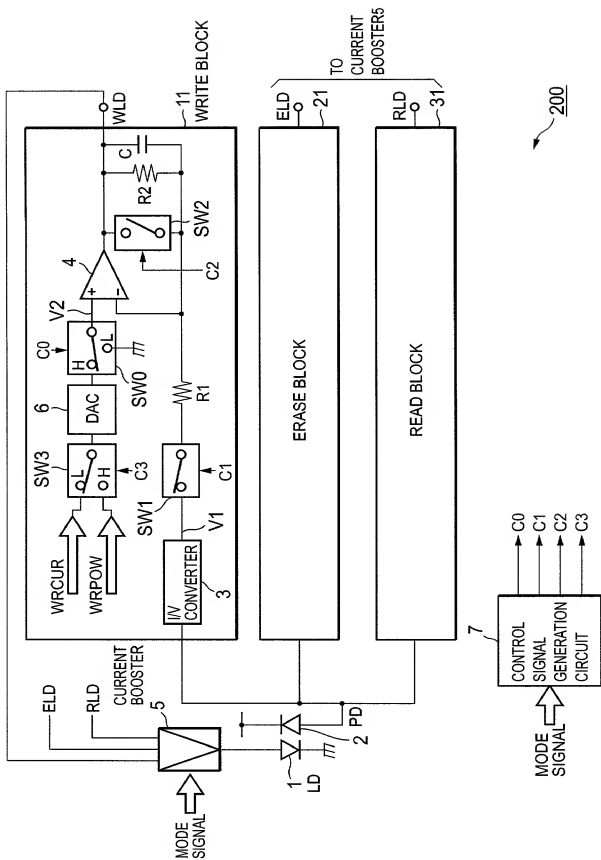 200
TO
CURRENT
BOOSTER5
WLD
11
WRITE BLOCK
ELD
21
RLD
31
C
R2
SW2
C2
4
+
-
V2
C0
H
L
SW0
6
DAC
SW3
L
H
C3
WRCUR
WRPOW
R1
SW1
C1
V1
I/V
CONVERTER
3
ERASE BLOCK
READ BLOCK
CURRENT
BOOSTER
ELD
RLD
5
MODE
SIGNAL
1
LD
PD
2
7
CONTROL
SIGNAL
GENERATION
CIRCUIT
MODE
SIGNAL
C0
C1
C2
C3